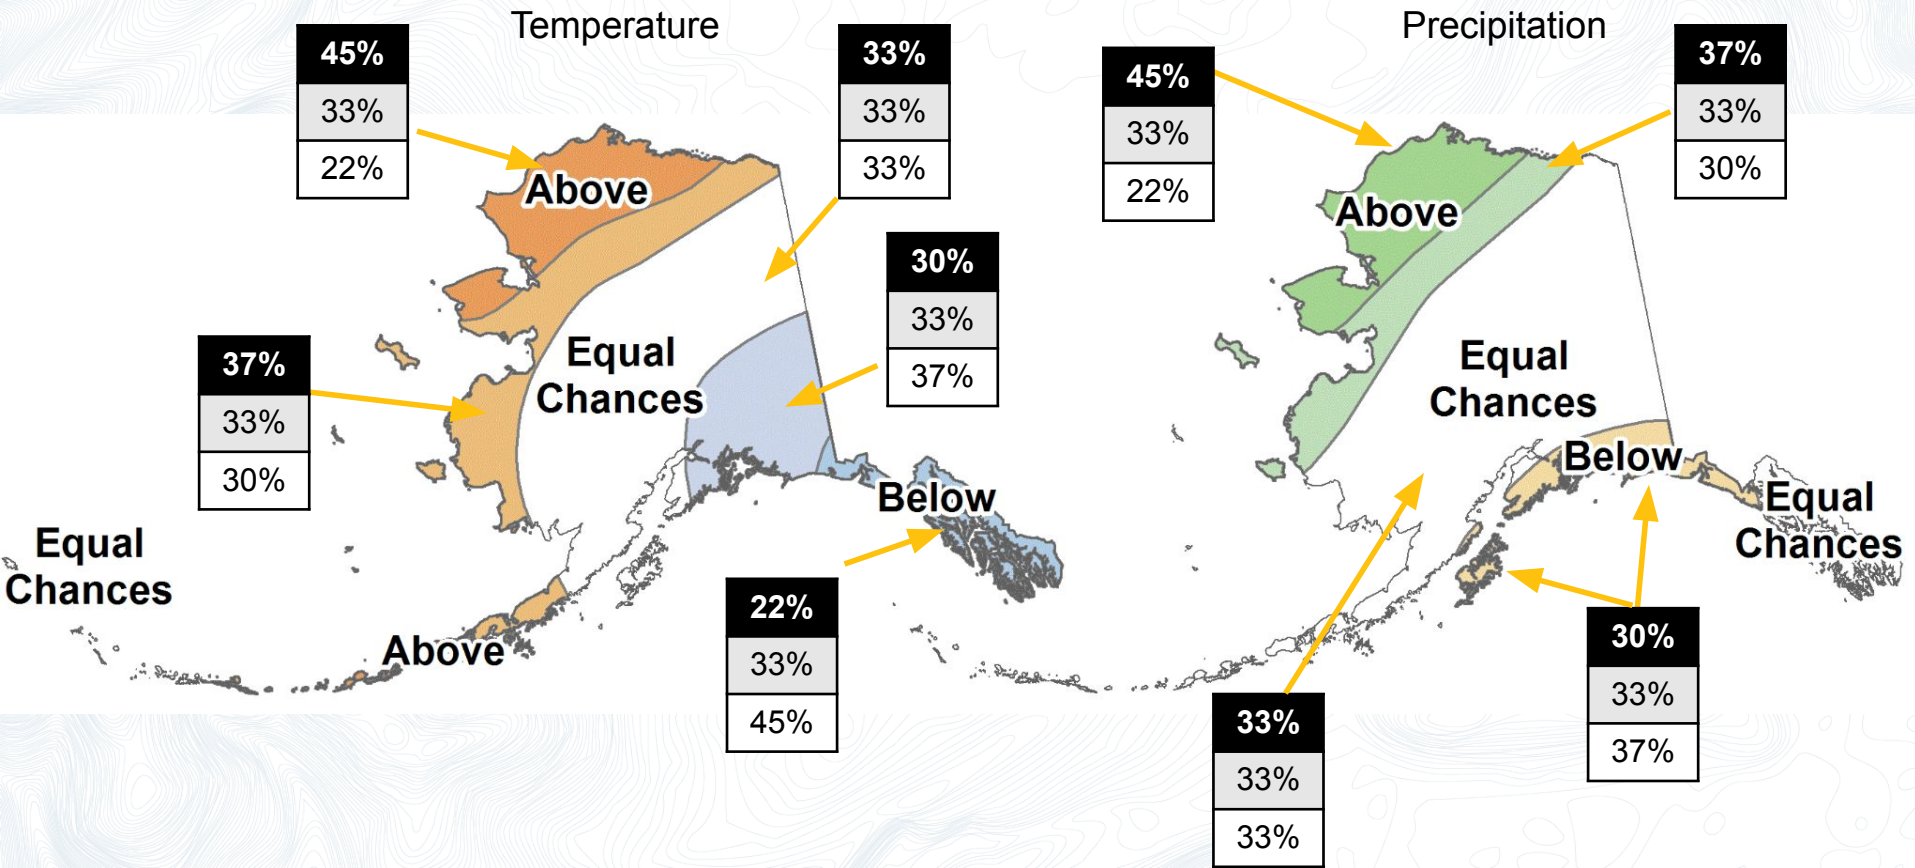 Temperature
45%
33%
22%
33%
33%
33%
Above
30%
33%
37%
37%
33%
30%
Equal
Chances
Below
Equal
Chances
Above
22%
33%
45%
Precipitation
45%
33%
22%
37%
33%
30%
Above
Equal
Chances
Below
Equal
Chances
30%
33%
37%
33%
33%
33%